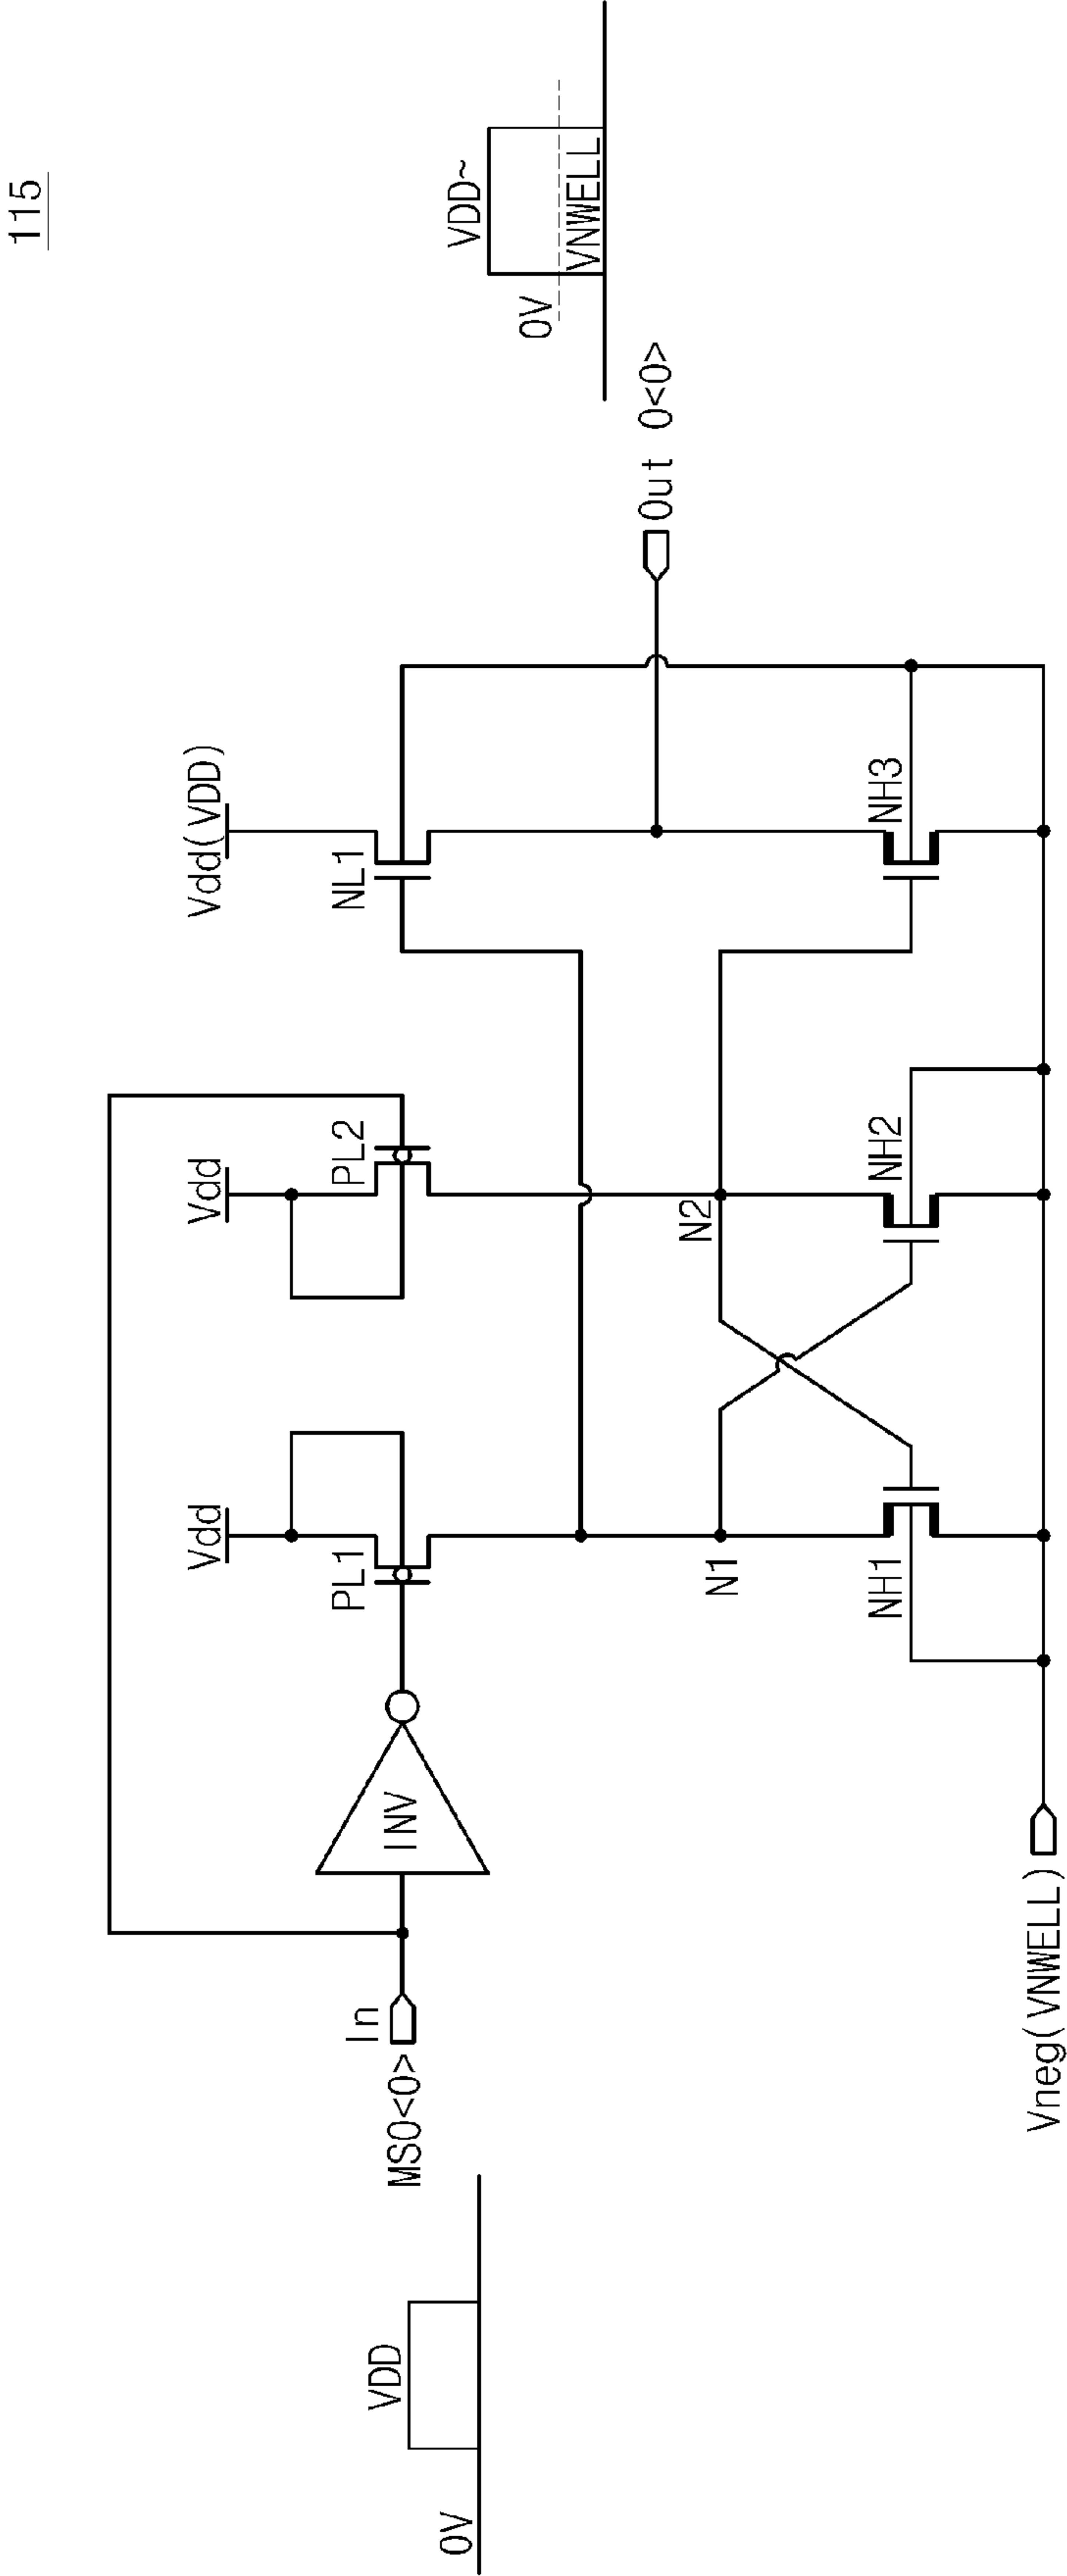 115
Vdd
Vdd
Vdd(VDD)
PL1
PL2
NL1
VDD~
0V
VNWELL
VDD
0V
In
MS0<0>
INV
Out 0<0>
N1
N2
NH1
NH2
NH3
Vneg(VNWELL)